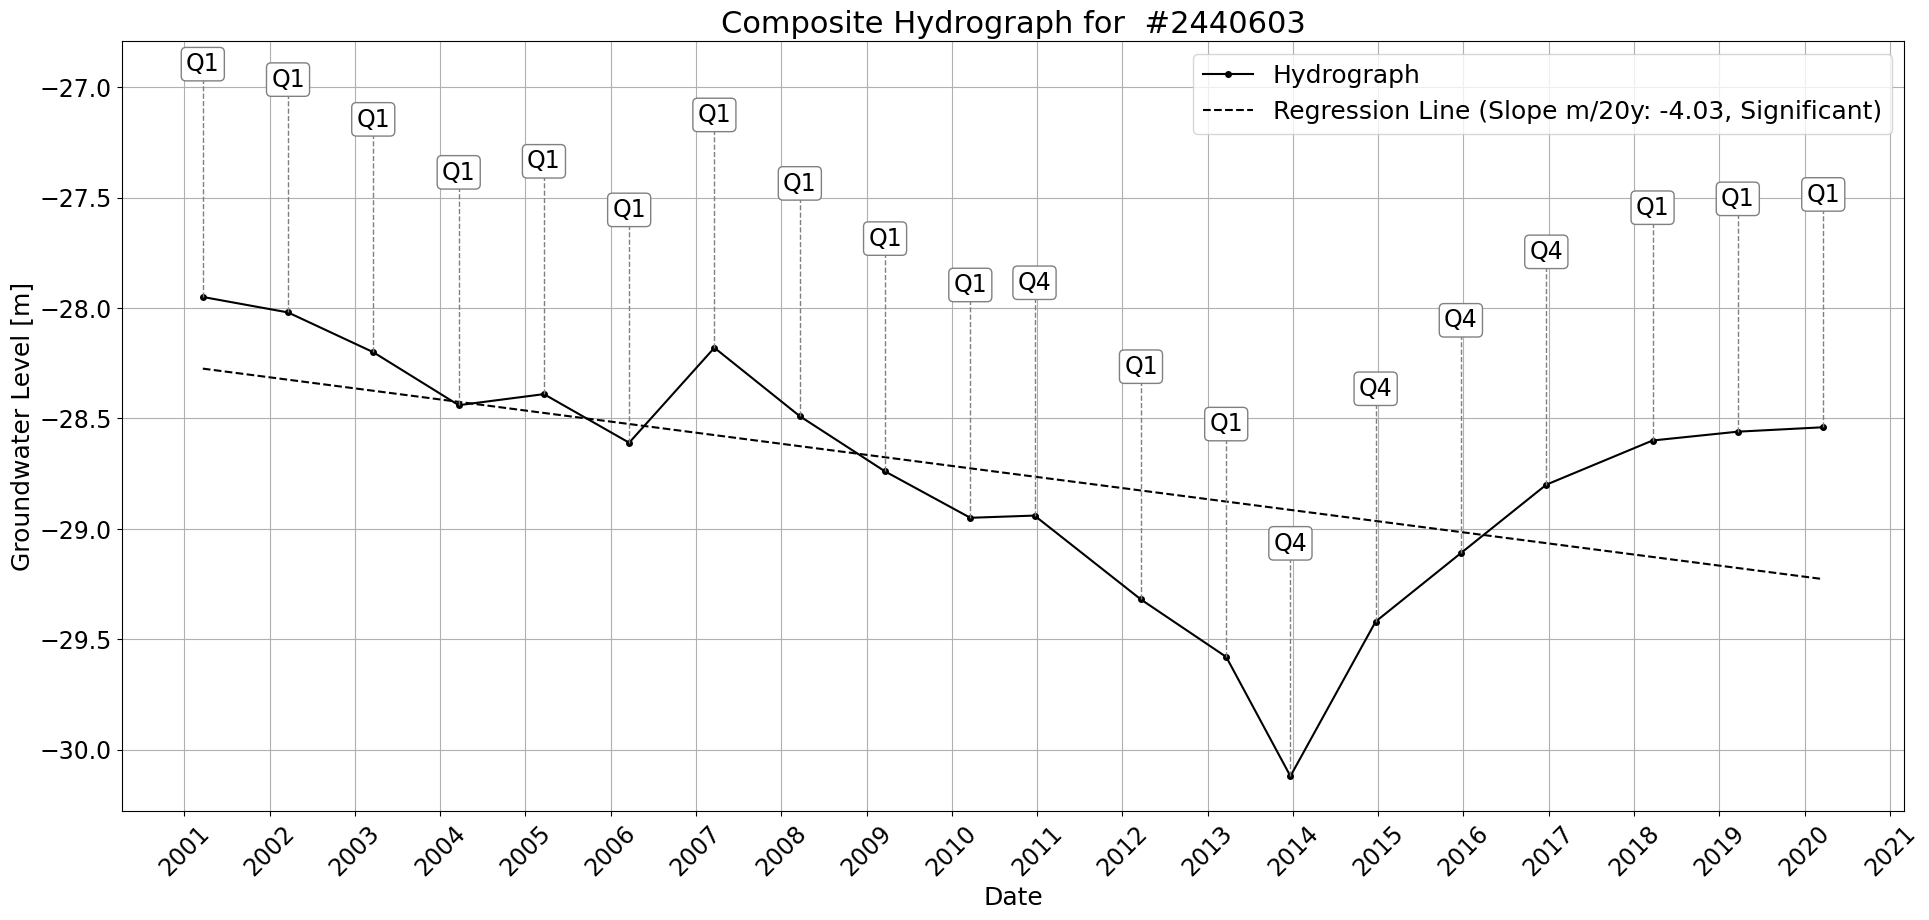 Composite Hydrograph for  #2440603
Hydrograph
Regression Line (Slope m/20y: -4.03, Significant)
Groundwater Level [m]
−27.0
−27.5
−28.0
−28.5
−29.0
−29.5
−30.0
Q1
Q1
Q1
Q1
Q1
Q1
Q1
Q1
Q1
Q1
Q4
Q1
Q1
Q4
Q4
Q4
Q4
Q1
Q1
Q1
2001
2002
2003
2004
2005
2006
2007
2008
2009
2010
2011
2012
2013
2014
2015
2016
2017
2018
2019
2020
2021
Date